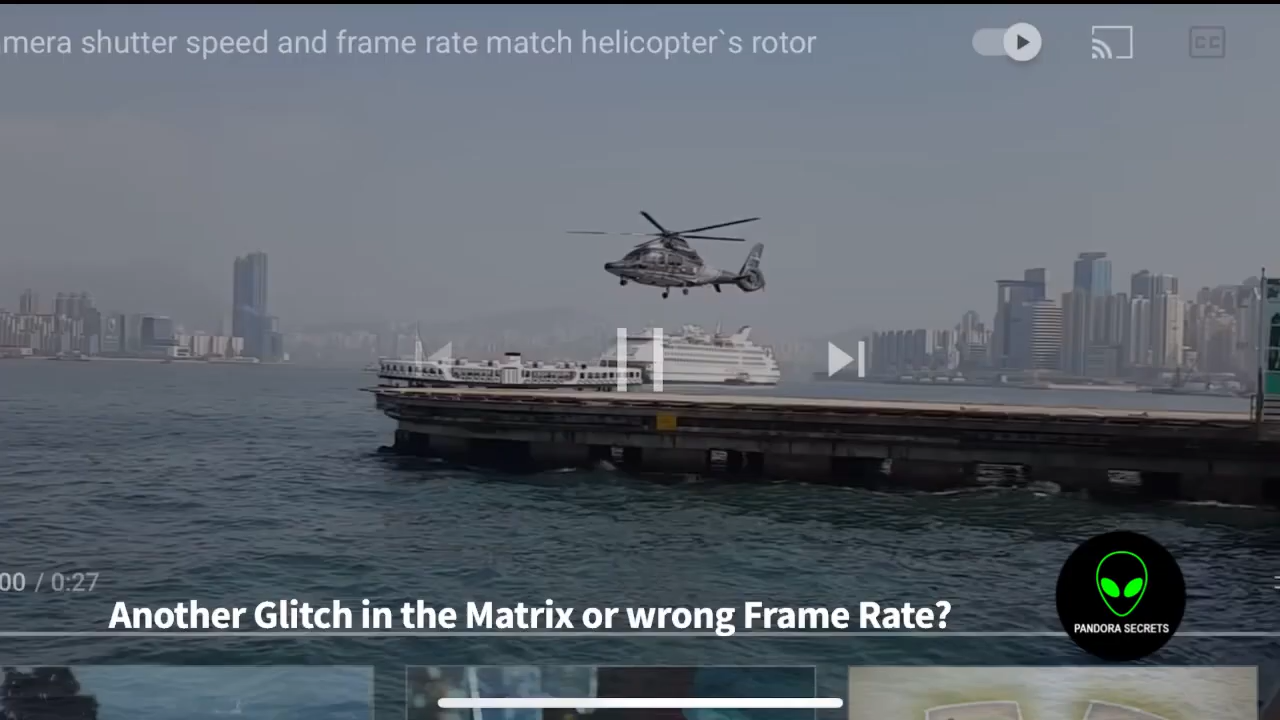 mera shutter speed and frame rate match helicopter`s rotor
CC
00 / 0:27
Another Glitch in the Matrix or wrong Frame Rate?
PANDORA SECRETS